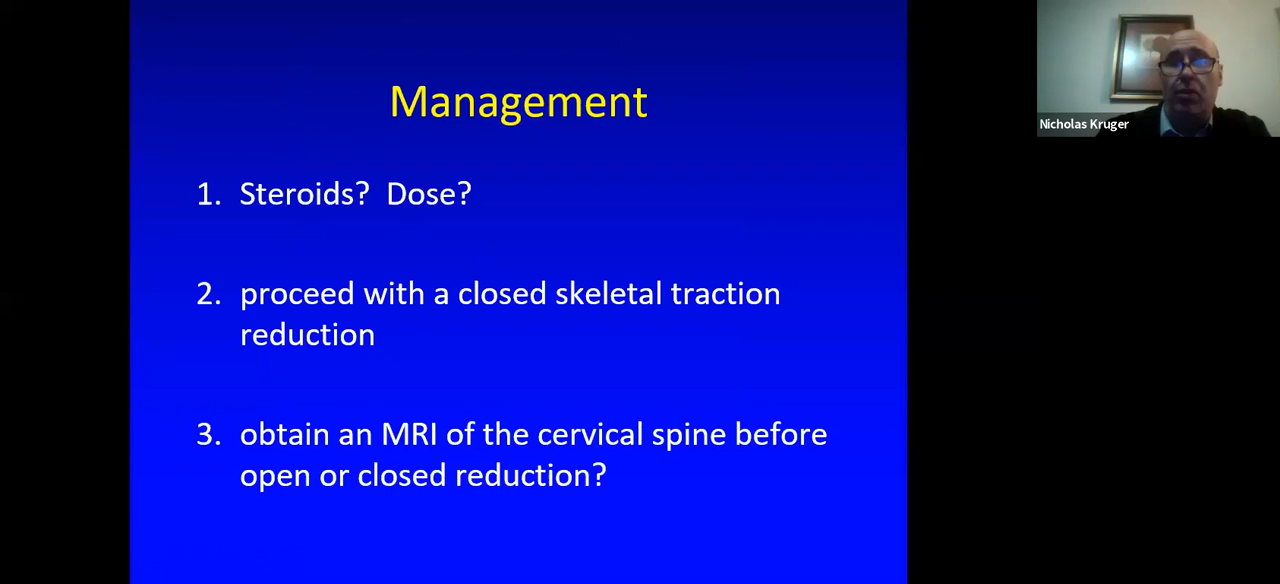 Management
1. Steroids? Dose?
2. proceed with a closed skeletal traction
reduction
3. obtain an MRI of the cervical spine before
open or closed reduction?
Nicholas Kruger